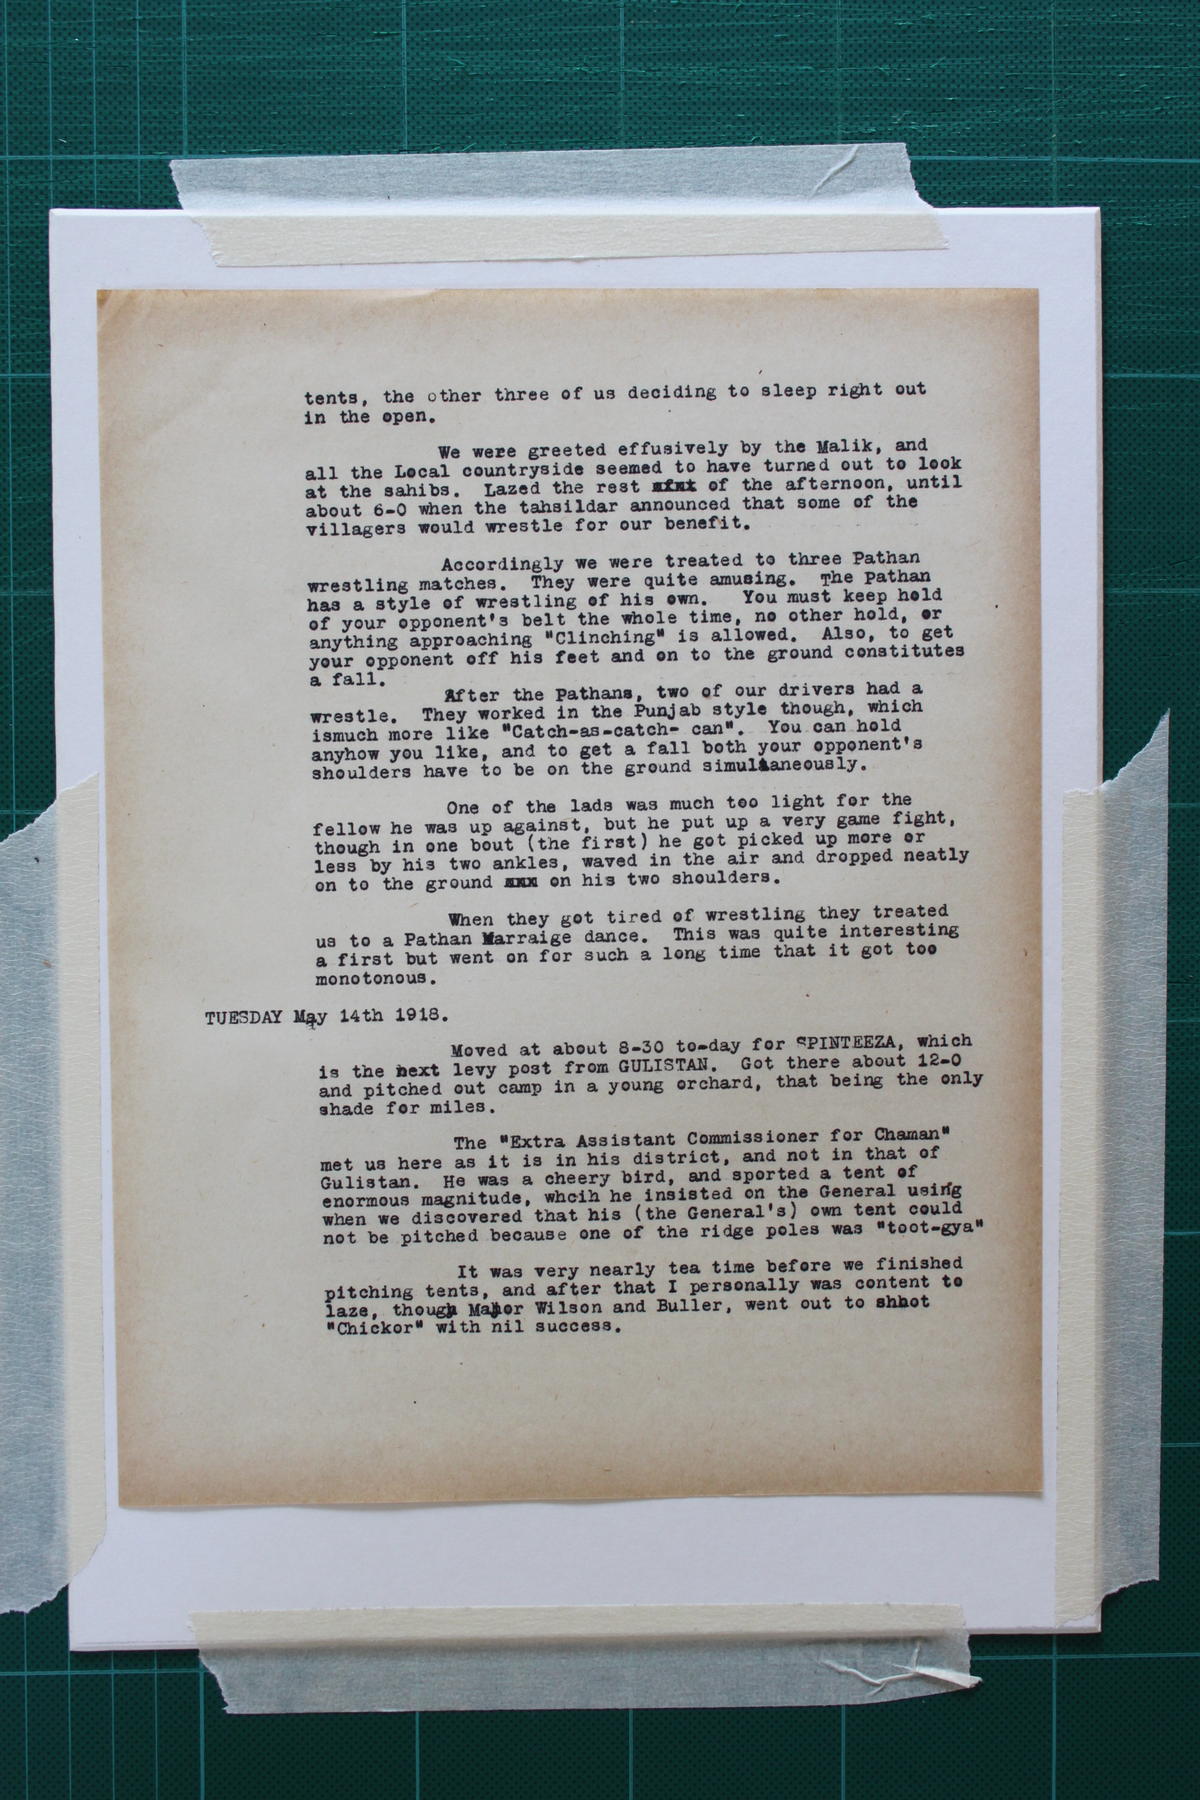 tents, the other three of us deciding to sleep right out
in the open.
We were greeted effusively by the Malik, and
all the Local countryside seemed to have turned out to look
at the sahibs. Lazed the rest of the afternoon, until
about 6-0 when the tahsildar announced that some of the
villagers would wrestle for our benefit.
Accordingly we were treated to three Pathan
wrestling matches. They were quite amusing. The Pathan
has a style of wrestling of his own. You must keep hold
of your opponent's belt the whole time, no other hold, or
anything approaching "Clinching" is allowed. Also, to get
your opponent off his feet and on to the ground constitutes
a fall.
After the Pathans, two of our drivers had a
wrestle. They worked in the Punjab style though, which
ismuch more like "Catch-as-catch- can". You can hold
anyhow you like, and to get a fall both your opponent's
shoulders have to be on the ground simultaneously.
One of the lads was much too light for the
fellow he was up against, but he put up a very game fight,
though in one bout (the first) he got picked up more or
less by his two ankles, waved in the air and dropped neatly
on to the ground xxx on his two shoulders.
When they got tired of wrestling they treated
us to a Pathan Marraige dance. This was quite interesting
a first but went on for such a long time that it got too
monotonous.
TUESDAY May 14th 1918.
Moved at about 8-30 to-day for SPINTEEZA, which
is the next levy post from GULISTAN. Got there about 12-0
and pitched out camp in a young orchard, that being the only
shade for miles.
The "Extra Assistant Commissioner for Chaman"
met us here as it is in his district, and not in that of
Gulistan. He was a cheery bird, and sported a tent of
enormous magnitude, whcih he insisted on the General using
when we discovered that his (the General's) own tent could
not be pitched because one of the ridge poles was "toot-gya"
It was very nearly tea time before we finished
pitching tents, and after that I personally was content to
laze, though Major Wilson and Buller, went out to shhot
"Chickor" with nil success.